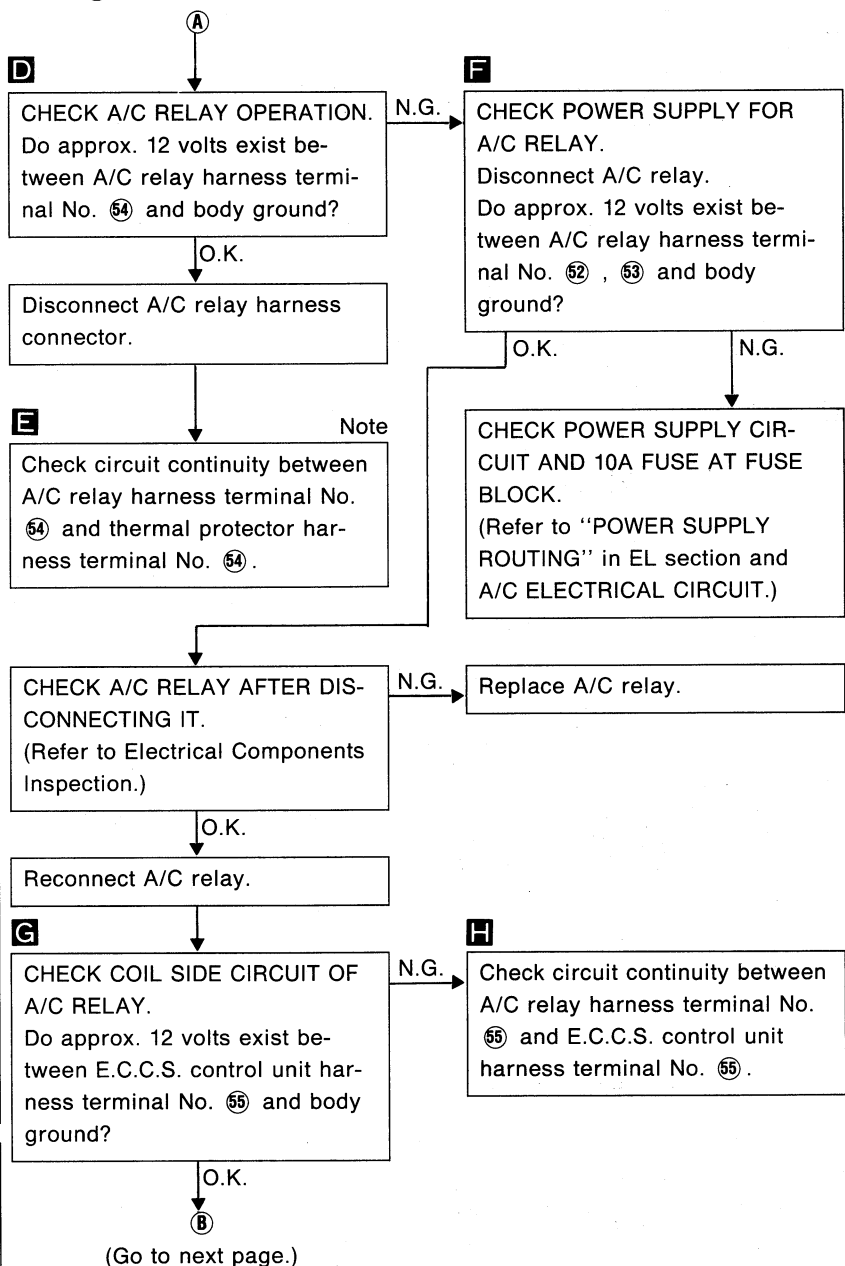 Ⓐ
D
CHECK A/C RELAY OPERATION.
Do approx. 12 volts exist be-
tween A/C relay harness termi-
nal No. 54 and body ground?
N.G.
F
CHECK POWER SUPPLY FOR
A/C RELAY.
Disconnect A/C relay.
Do approx. 12 volts exist be-
tween A/C relay harness termi-
nal No. 52 , 53 and body
ground?
O.K.
Disconnect A/C relay harness
connector.
O.K.
N.G.
E
Note
Check circuit continuity between
A/C relay harness terminal No.
54 and thermal protector har-
ness terminal No. 54 .
CHECK POWER SUPPLY CIR-
CUIT AND 10A FUSE AT FUSE
BLOCK.
(Refer to "POWER SUPPLY
ROUTING" in EL section and
A/C ELECTRICAL CIRCUIT.)
CHECK A/C RELAY AFTER DIS-
CONNECTING IT.
(Refer to Electrical Components
Inspection.)
N.G.
Replace A/C relay.
O.K.
Reconnect A/C relay.
G
CHECK COIL SIDE CIRCUIT OF
A/C RELAY.
Do approx. 12 volts exist be-
tween E.C.C.S. control unit har-
ness terminal No. 55 and body
ground?
N.G.
H
Check circuit continuity between
A/C relay harness terminal No.
55 and E.C.C.S. control unit
harness terminal No. 55 .
O.K.
Ⓑ
(Go to next page.)